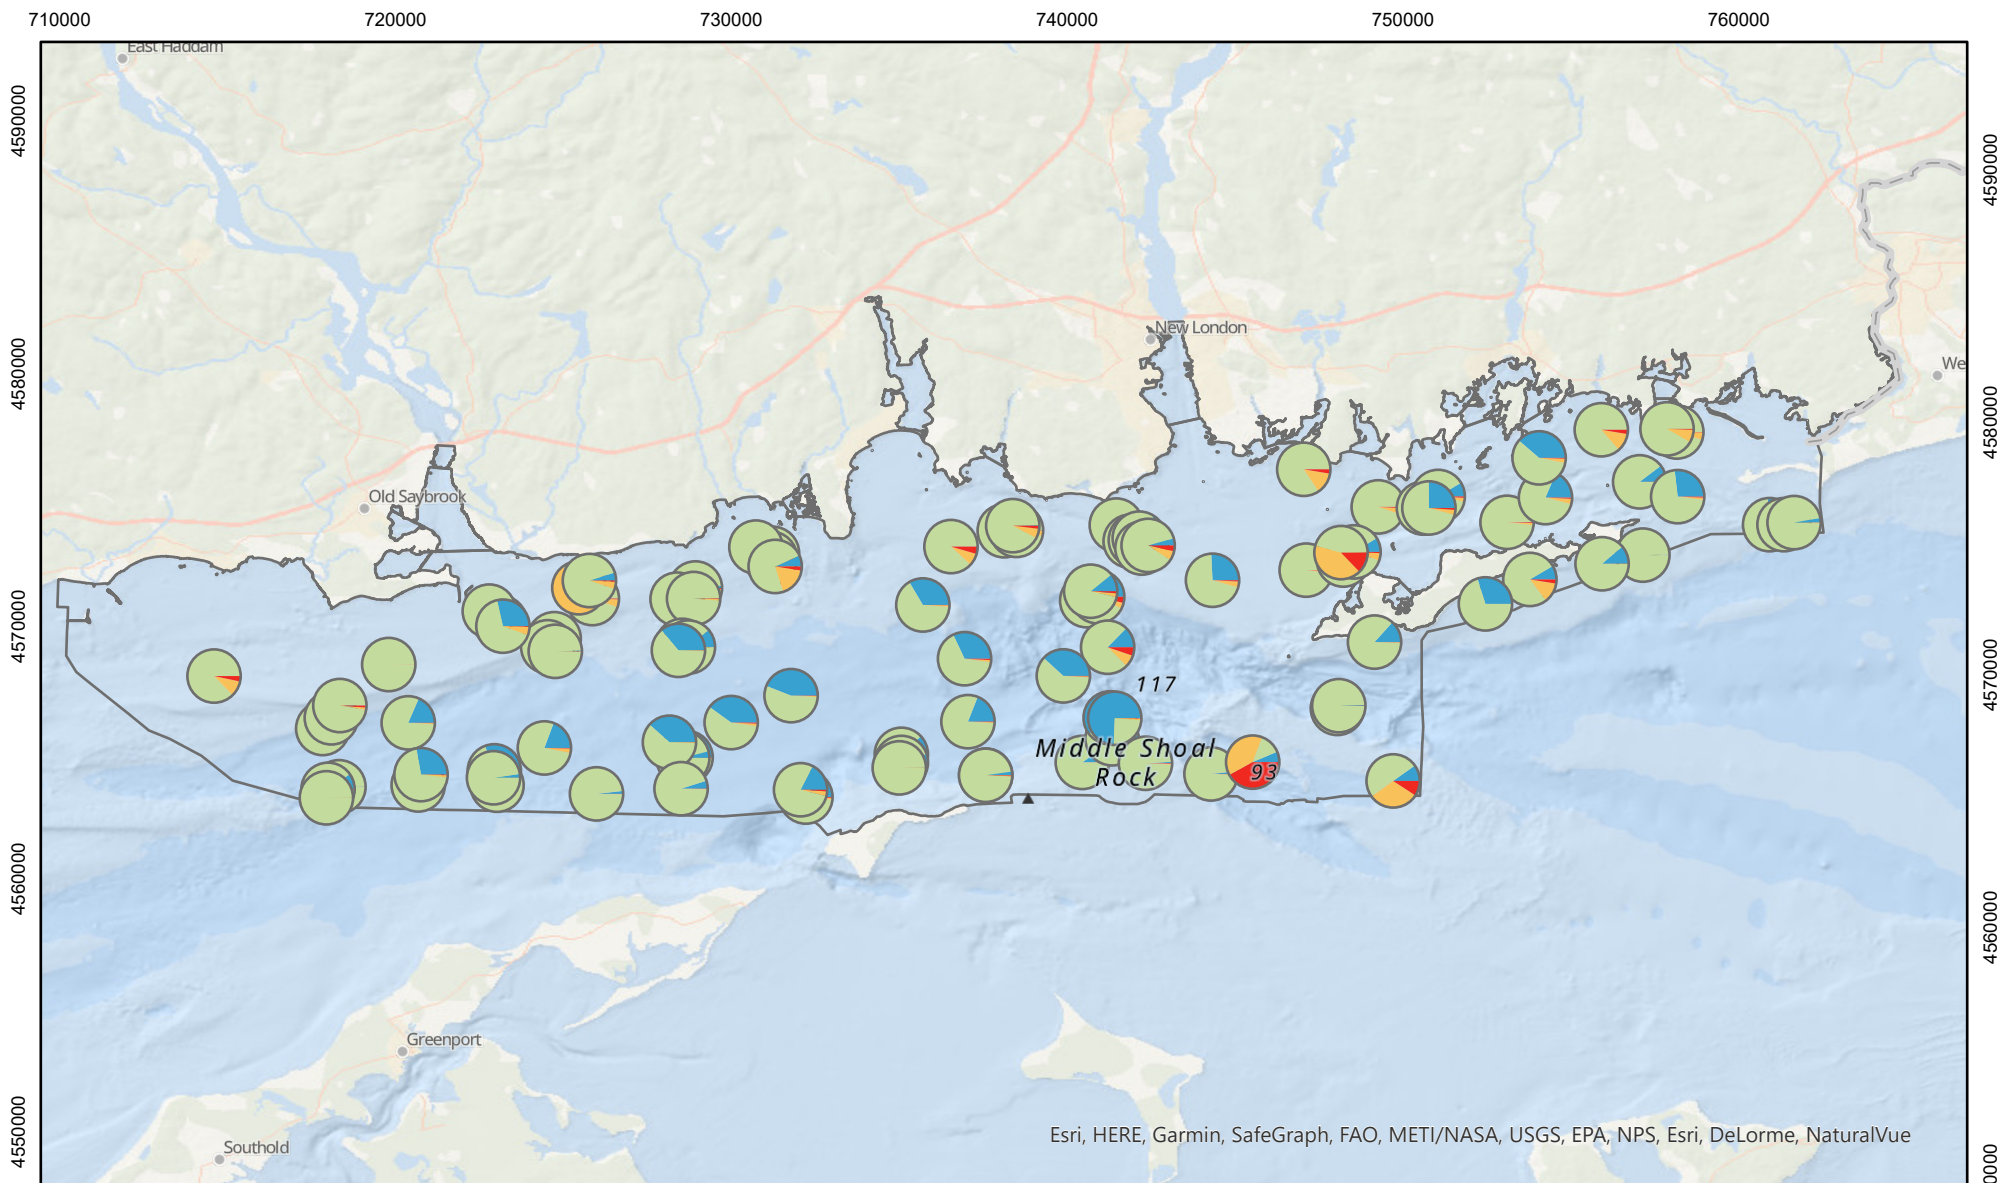 710000 720000 730000 740000 750000 760000
East Haddam
4590000
4590000
New London
We
4580000
4580000
Old Saybrook
4570000
4570000
117
Middle Shoal
Rock
93
4560000
4560000
Greenport
4550000
Esri, HERE, Garmin, SafeGraph, FAO, METI/NASA, USGS, EPA, NPS, Esri, DeLorme, NaturalVue
Southold